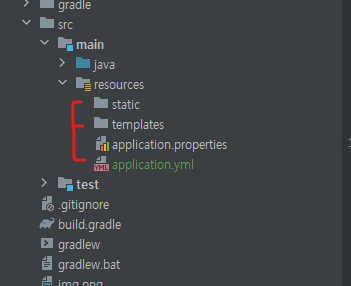 gradle
src
main
java
resources
static
templates
application.properties
YML application.yml
test
.gitignore
build.gradle
gradlew
gradlew.bat
img.png